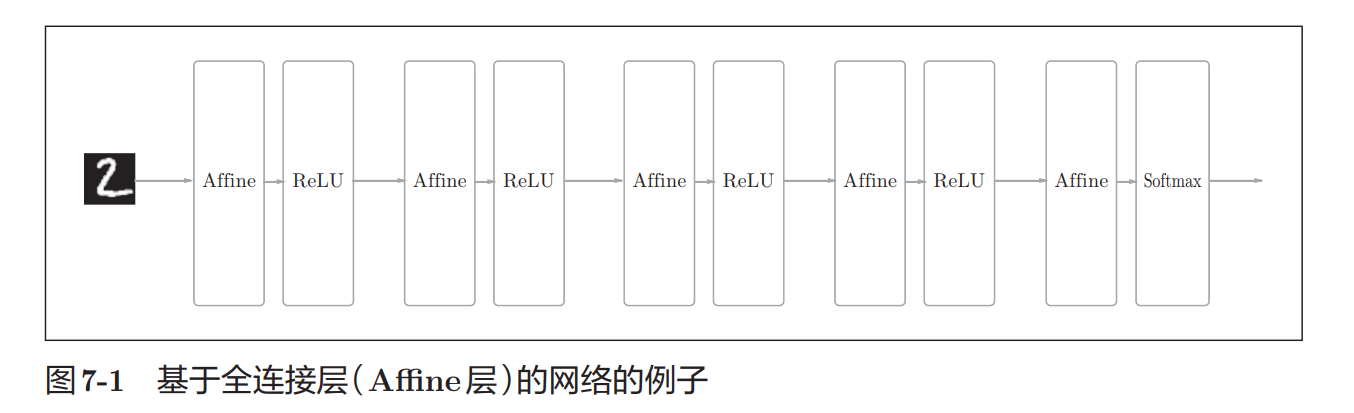 2 Affine ReLU Affine ReLU Affine ReLU Affine ReLU Affine Softmax
图 7-1 基于全连接层(Affine层)的网络的例子